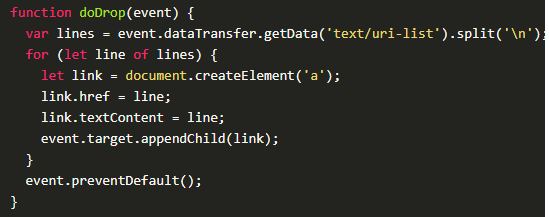 function doDrop(event) {
  var lines = event.dataTransfer.getData('text/uri-list').split('\n');
  for (let line of lines) {
    let link = document.createElement('a');
    link.href = line;
    link.textContent = line;
    event.target.appendChild(link);
  }
  event.preventDefault();
}